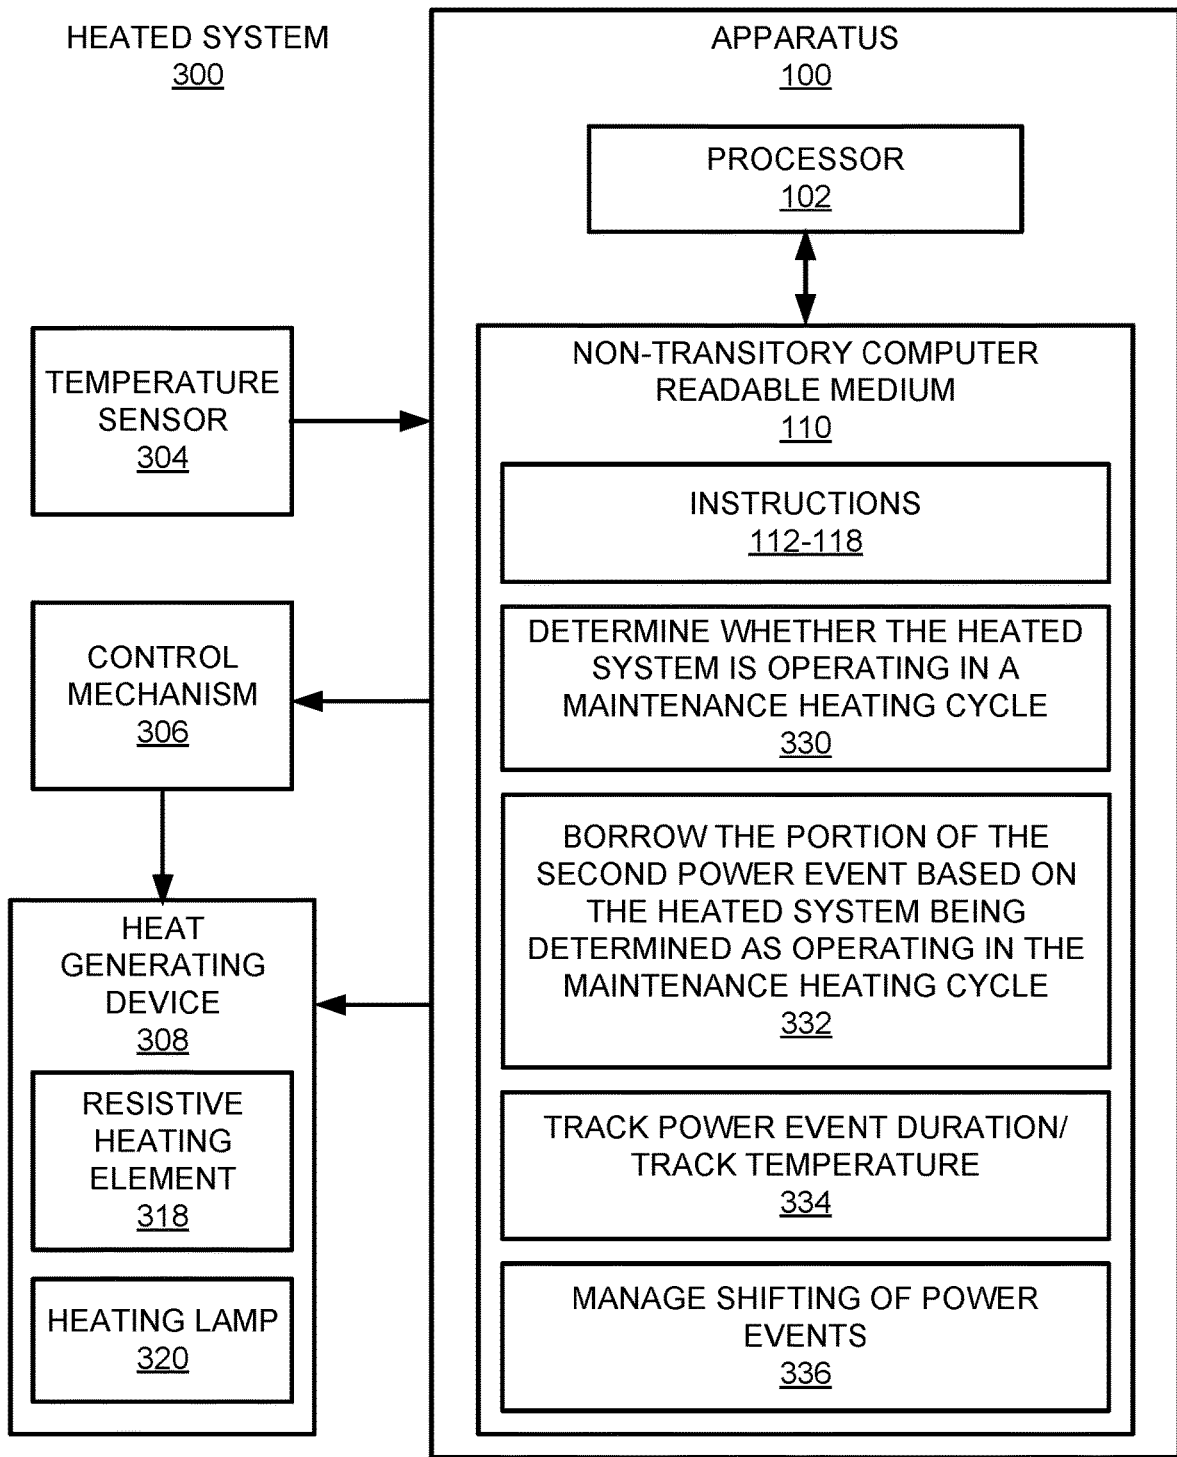 HEATED SYSTEM
300
APPARATUS
100
PROCESSOR
102
TEMPERATURE
SENSOR
304
CONTROL
MECHANISM
306
HEAT
GENERATING
DEVICE
308
RESISTIVE
HEATING
ELEMENT
318
HEATING LAMP
320
NON-TRANSITORY COMPUTER
READABLE MEDIUM
110
INSTRUCTIONS
112-118
DETERMINE WHETHER THE HEATED
SYSTEM IS OPERATING IN A
MAINTENANCE HEATING CYCLE
330
BORROW THE PORTION OF THE
SECOND POWER EVENT BASED ON
THE HEATED SYSTEM BEING
DETERMINED AS OPERATING IN THE
MAINTENANCE HEATING CYCLE
332
TRACK POWER EVENT DURATION/
TRACK TEMPERATURE
334
MANAGE SHIFTING OF POWER
EVENTS
336